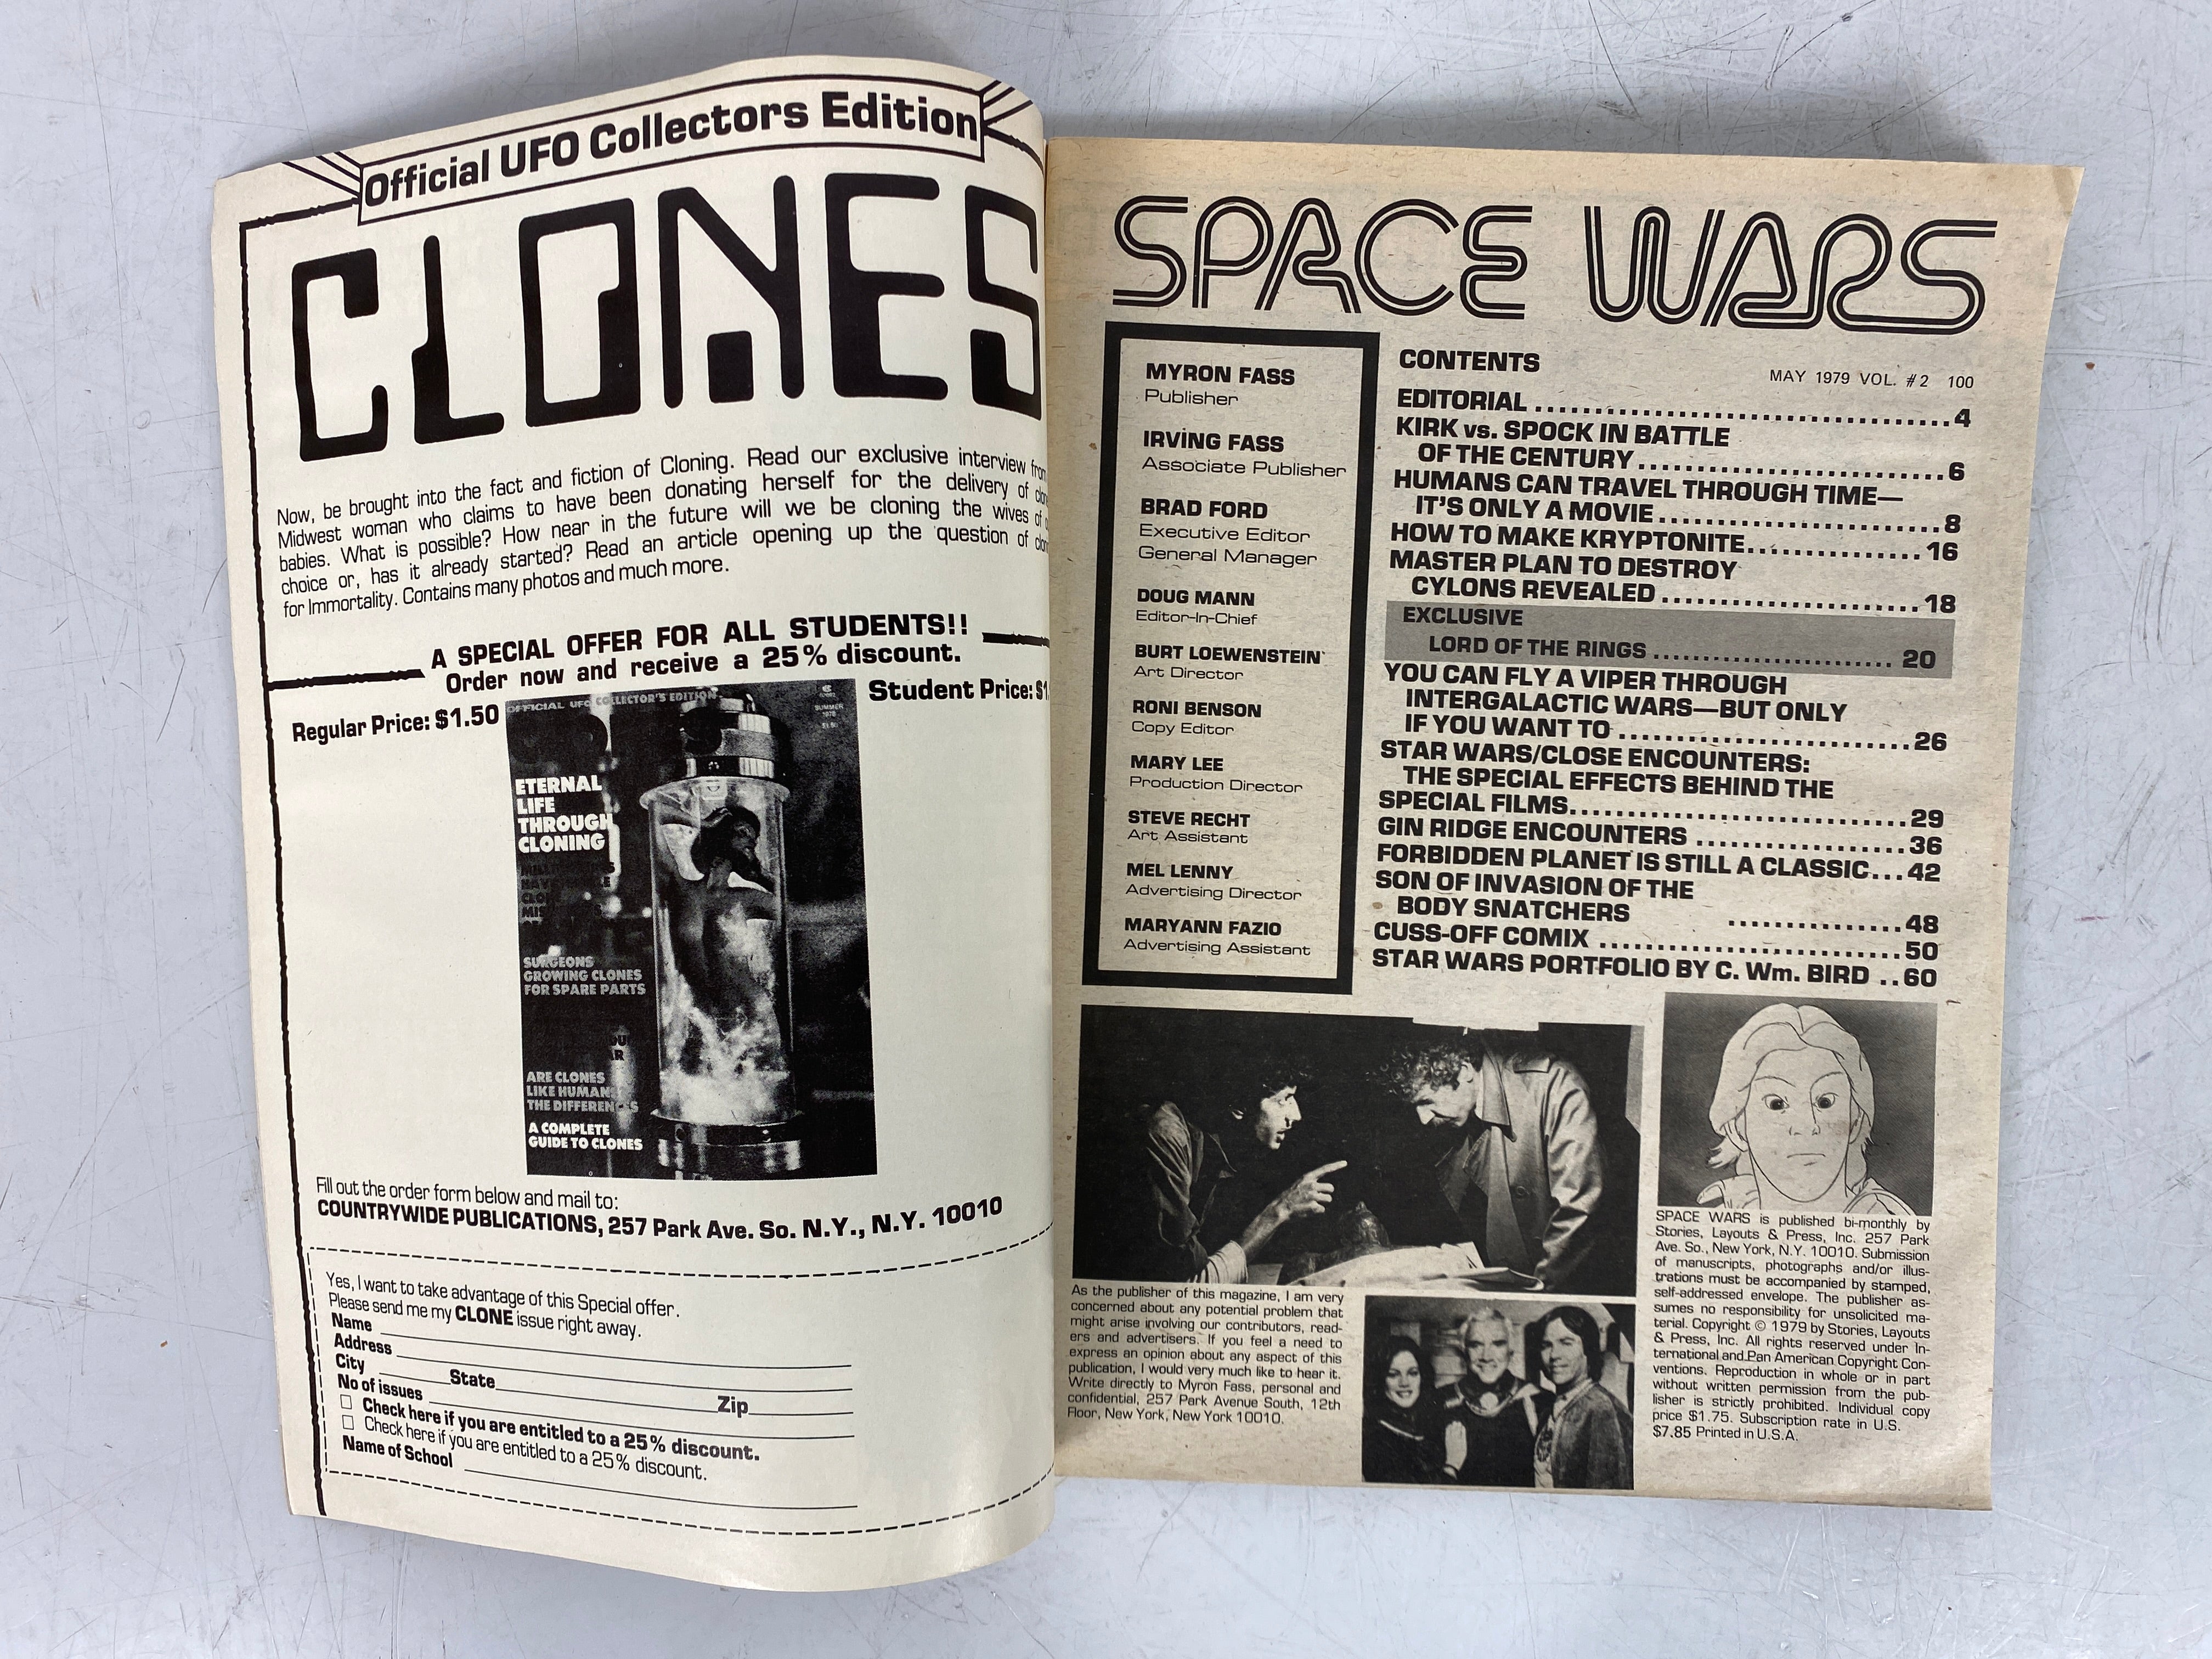 Official UFO Collectors Edition
CLONES
Now, be brought into the fact and fiction of Cloning. Read our exclusive interview from
Midwest woman who claims to have been donating herself for the delivery of
babies. What is possible? How near in the future will we be cloning the wives of
choice or, has it already started? Read an article opening up the question of
for Immortality. Contains many photos and much more.
A SPECIAL OFFER FOR ALL STUDENTS!!
Order now and receive a 25% discount.
Regular Price: $1.50
Student Price: $1
OFFICIAL UFO COLLECTOR'S EDITION
SUMMER
1978
$1.50
ETERNAL
LIFE
THROUGH
CLONING
SURGEONS
GROWING CLONES
FOR SPARE PARTS
ARE CLONES
LIKE HUMANS
THE DIFFERENCES
A COMPLETE
GUIDE TO CLONES
Fill out the order form below and mail to:
COUNTRYWIDE PUBLICATIONS, 257 Park Ave. So. N.Y., N.Y. 10010
Yes, I want to take advantage of this Special offer.
Please send me my CLONE issue right away.
Name
Address
City State Zip
No of issues
Check here if you are entitled to a 25% discount.
Check here if you are entitled to a 25% discount.
Name of School
SPACE WARS
MYRON FASS
Publisher
IRVING FASS
Associate Publisher
BRAD FORD
Executive Editor
General Manager
DOUG MANN
Editor-In-Chief
BURT LOEWENSTEIN
Art Director
RONI BENSON
Copy Editor
MARY LEE
Production Director
STEVE RECHT
Art Assistant
MEL LENNY
Advertising Director
MARYANN FAZIO
Advertising Assistant
CONTENTS
MAY 1979 VOL. #2 100
EDITORIAL ........ 4
KIRK vs. SPOCK IN BATTLE
OF THE CENTURY ........ 6
HUMANS CAN TRAVEL THROUGH TIME—
IT'S ONLY A MOVIE ........ 8
HOW TO MAKE KRYPTONITE ........ 16
MASTER PLAN TO DESTROY
CYLONS REVEALED ........ 18
EXCLUSIVE
LORD OF THE RINGS ........ 20
YOU CAN FLY A VIPER THROUGH
INTERGALACTIC WARS—BUT ONLY
IF YOU WANT TO ........ 26
STAR WARS/CLOSE ENCOUNTERS:
THE SPECIAL EFFECTS BEHIND THE
SPECIAL FILMS ........ 29
GIN RIDGE ENCOUNTERS ........ 36
FORBIDDEN PLANET IS STILL A CLASSIC...42
SON OF INVASION OF THE
BODY SNATCHERS ........ 48
CUSS-OFF COMIX ........ 50
STAR WARS PORTFOLIO BY C. Wm. BIRD ..60
As the publisher of this magazine, I am very
concerned about any potential problem that
might arise involving our contributors, read-
ers and advertisers. If you feel a need to
express an opinion about any aspect of this
publication, I would very much like to hear it.
Write directly to Myron Fass, personal and
confidential, 257 Park Avenue South, 12th
Floor, New York, New York 10010.
SPACE WARS is published bi-monthly by
Stories, Layouts & Press, Inc. 257 Park
Ave. So., New York, N.Y. 10010. Submission
of manuscripts, photographs and/or illus-
trations must be accompanied by stamped,
self-addressed envelope. The publisher as-
sumes no responsibility for unsolicited ma-
terial. Copyright © 1979 by Stories, Layouts
& Press, Inc. All rights reserved under In-
ternational and Pan American Copyright Con-
ventions. Reproduction in whole or in part
without written permission from the pub-
lisher is strictly prohibited. Individual copy
price $1.75. Subscription rate in U.S.
$7.85 Printed in U.S.A.